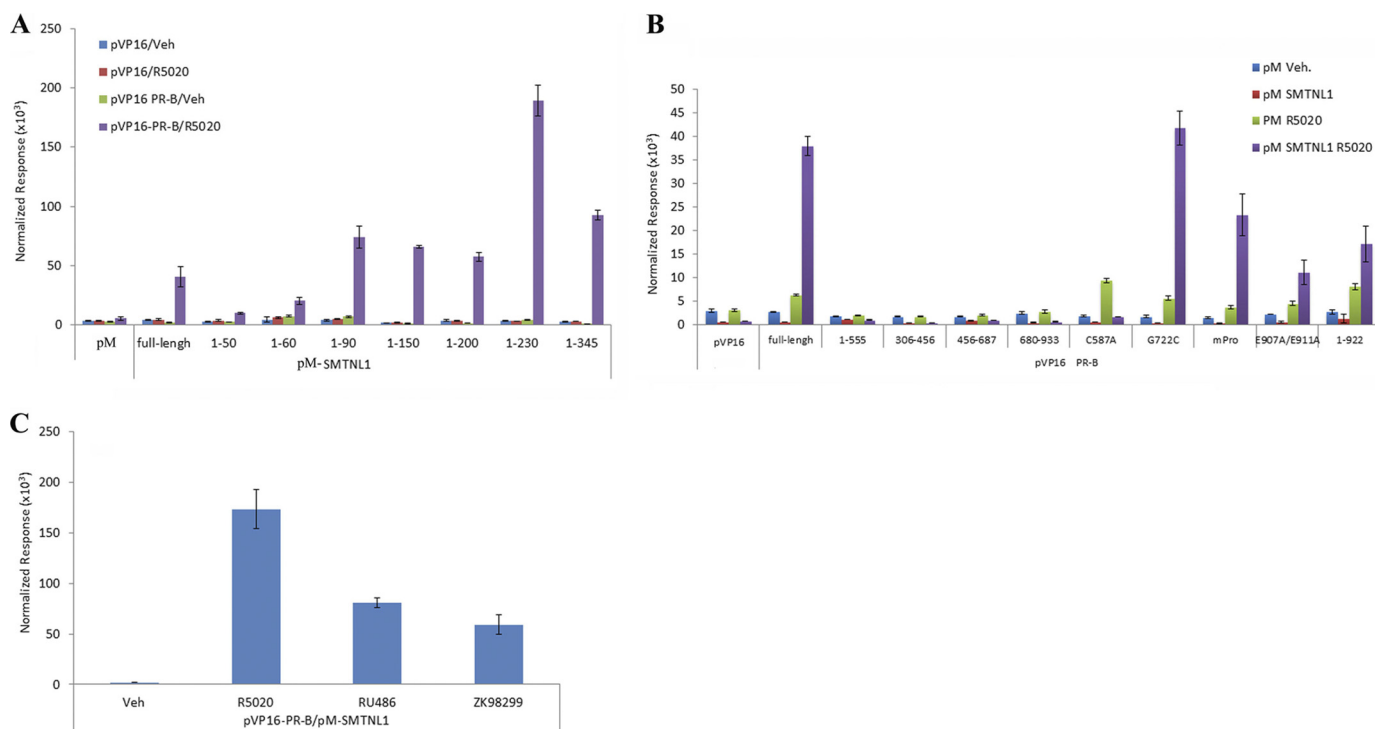 A
Normalized Response (x10³)
250
200
150
100
50
0
pVP16/Veh
pVP16/R5020
pVP16 PR-B/Veh
pVP16-PR-B/R5020
pM full-lengh 1-50 1-60 1-90 1-150 1-200 1-230 1-345
pM-SMTNL1
B
Normalized Response (x10³)
50
45
40
35
30
25
20
15
10
5
0
pM Veh.
pM SMTNL1
PM R5020
pM SMTNL1 R5020
pVP16 full-lengh 1-555 306-456 456-687 680-933 C587A G722C mPro E907A/E911A 1-922
pVP16 PR-B
C
Normalized Response (x10³)
250
200
150
100
50
0
Veh R5020 RU486 ZK98299
pVP16-PR-B/pM-SMTNL1